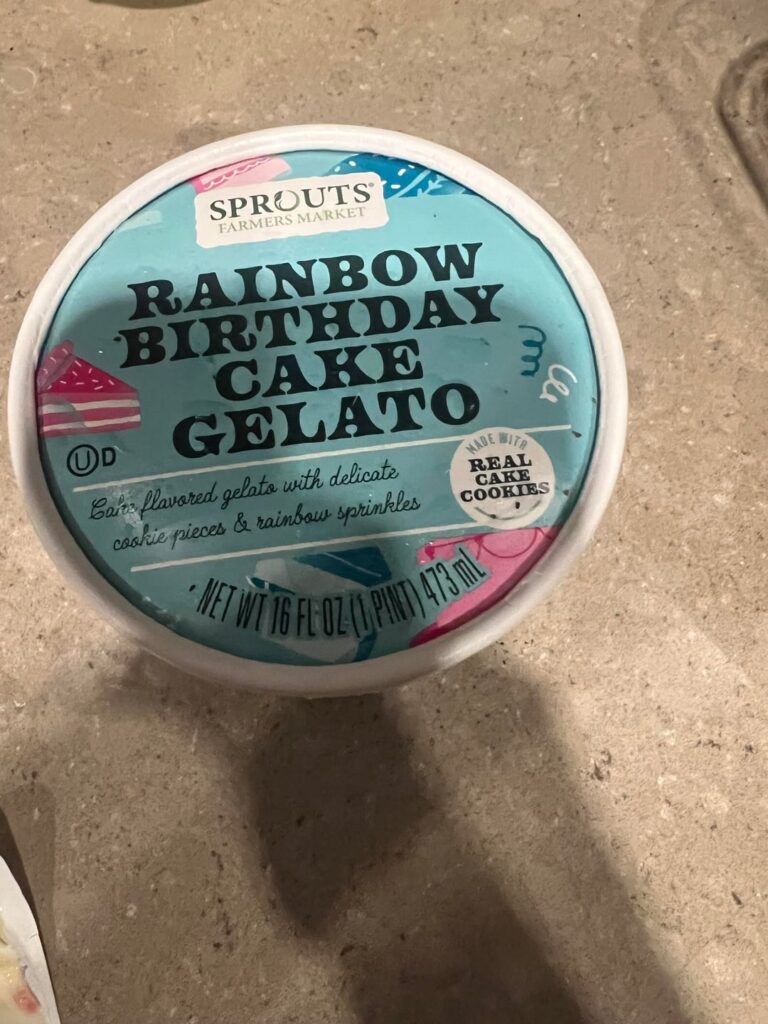 SPROUTS®
FARMERS MARKET
RAINBOW
BIRTHDAY
CAKE
GELATO
U D
MADE WITH
REAL
CAKE
COOKIES
Cake flavored gelato with delicate
cookie pieces & rainbow sprinkles
NET WT 16 FL OZ (1 PINT) 473 mL